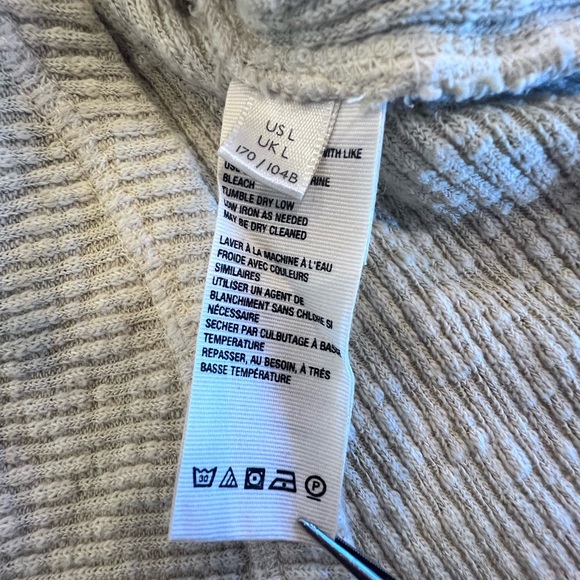 US L
UK L
170 / 104B
WITH LIKE
BLEACH
TUMBLE DRY LOW
LOW IRON AS NEEDED
MAY BE DRY CLEANED
LAVER À LA MACHINE À L'EAU
FROIDE AVEC COULEURS
SIMILAIRES
UTILISER UN AGENT DE
BLANCHIMENT SANS CHLORE SI
NÉCESSAIRE
SECHER PAR CULBUTAGE À BASSE
TEMPERATURE
REPASSER, AU BESOIN, À TRÉS
BASSE TEMPÉRATURE
30
P